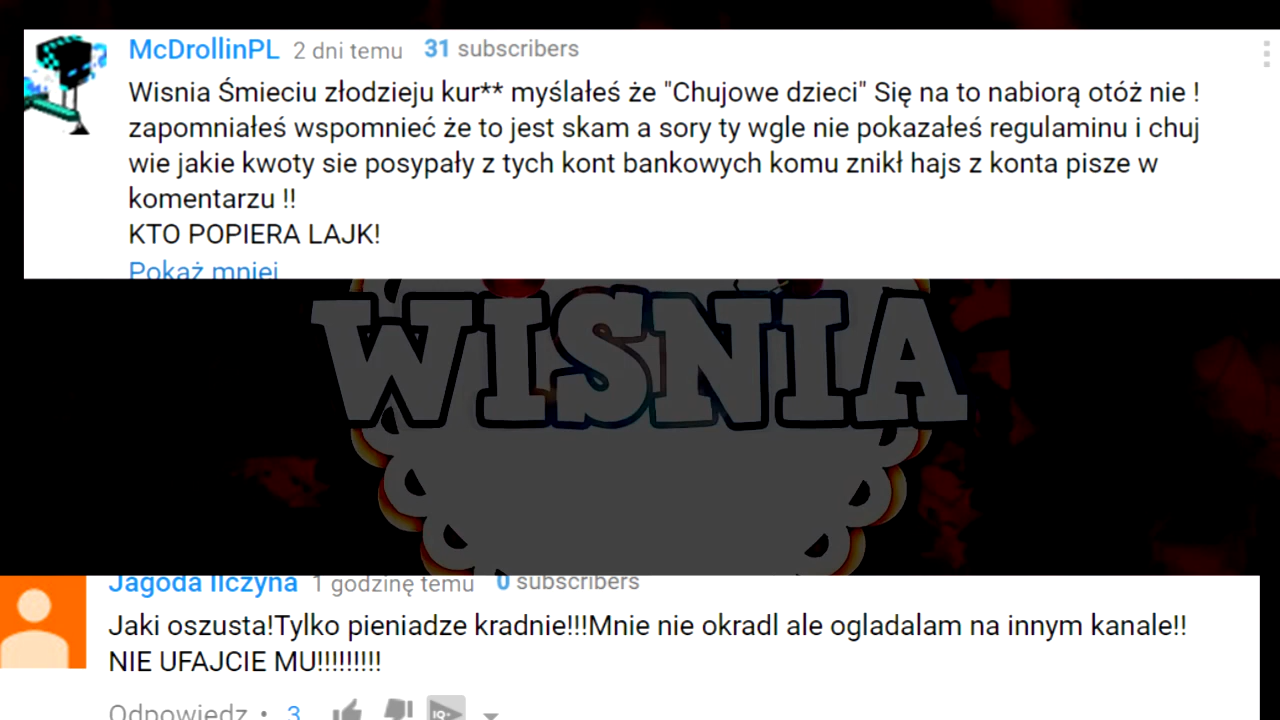 McDrollinPL 2 dni temu 31 subscribers
Wisnia Śmieciu złodzieju kur** myślałeś że "Chujowe dzieci" Się na to nabiorą otóż nie !
zapomniałeś wspomnieć że to jest skam a sory ty wgle nie pokazałeś regulaminu i chuj
wie jakie kwoty sie posypały z tych kont bankowych komu znikł hajs z konta pisze w
komentarzu !!
KTO POPIERA LAJK!
Pokaż mniej
WISNIA
Jagoda Ilczyna 1 godzinę temu 0 subscribers
Jaki oszusta!Tylko pieniadze kradnie!!!Mnie nie okradl ale ogladalam na innym kanale!!
NIE UFAJCIE MU!!!!!!!!!
Odpowiedz • 3 IQ+